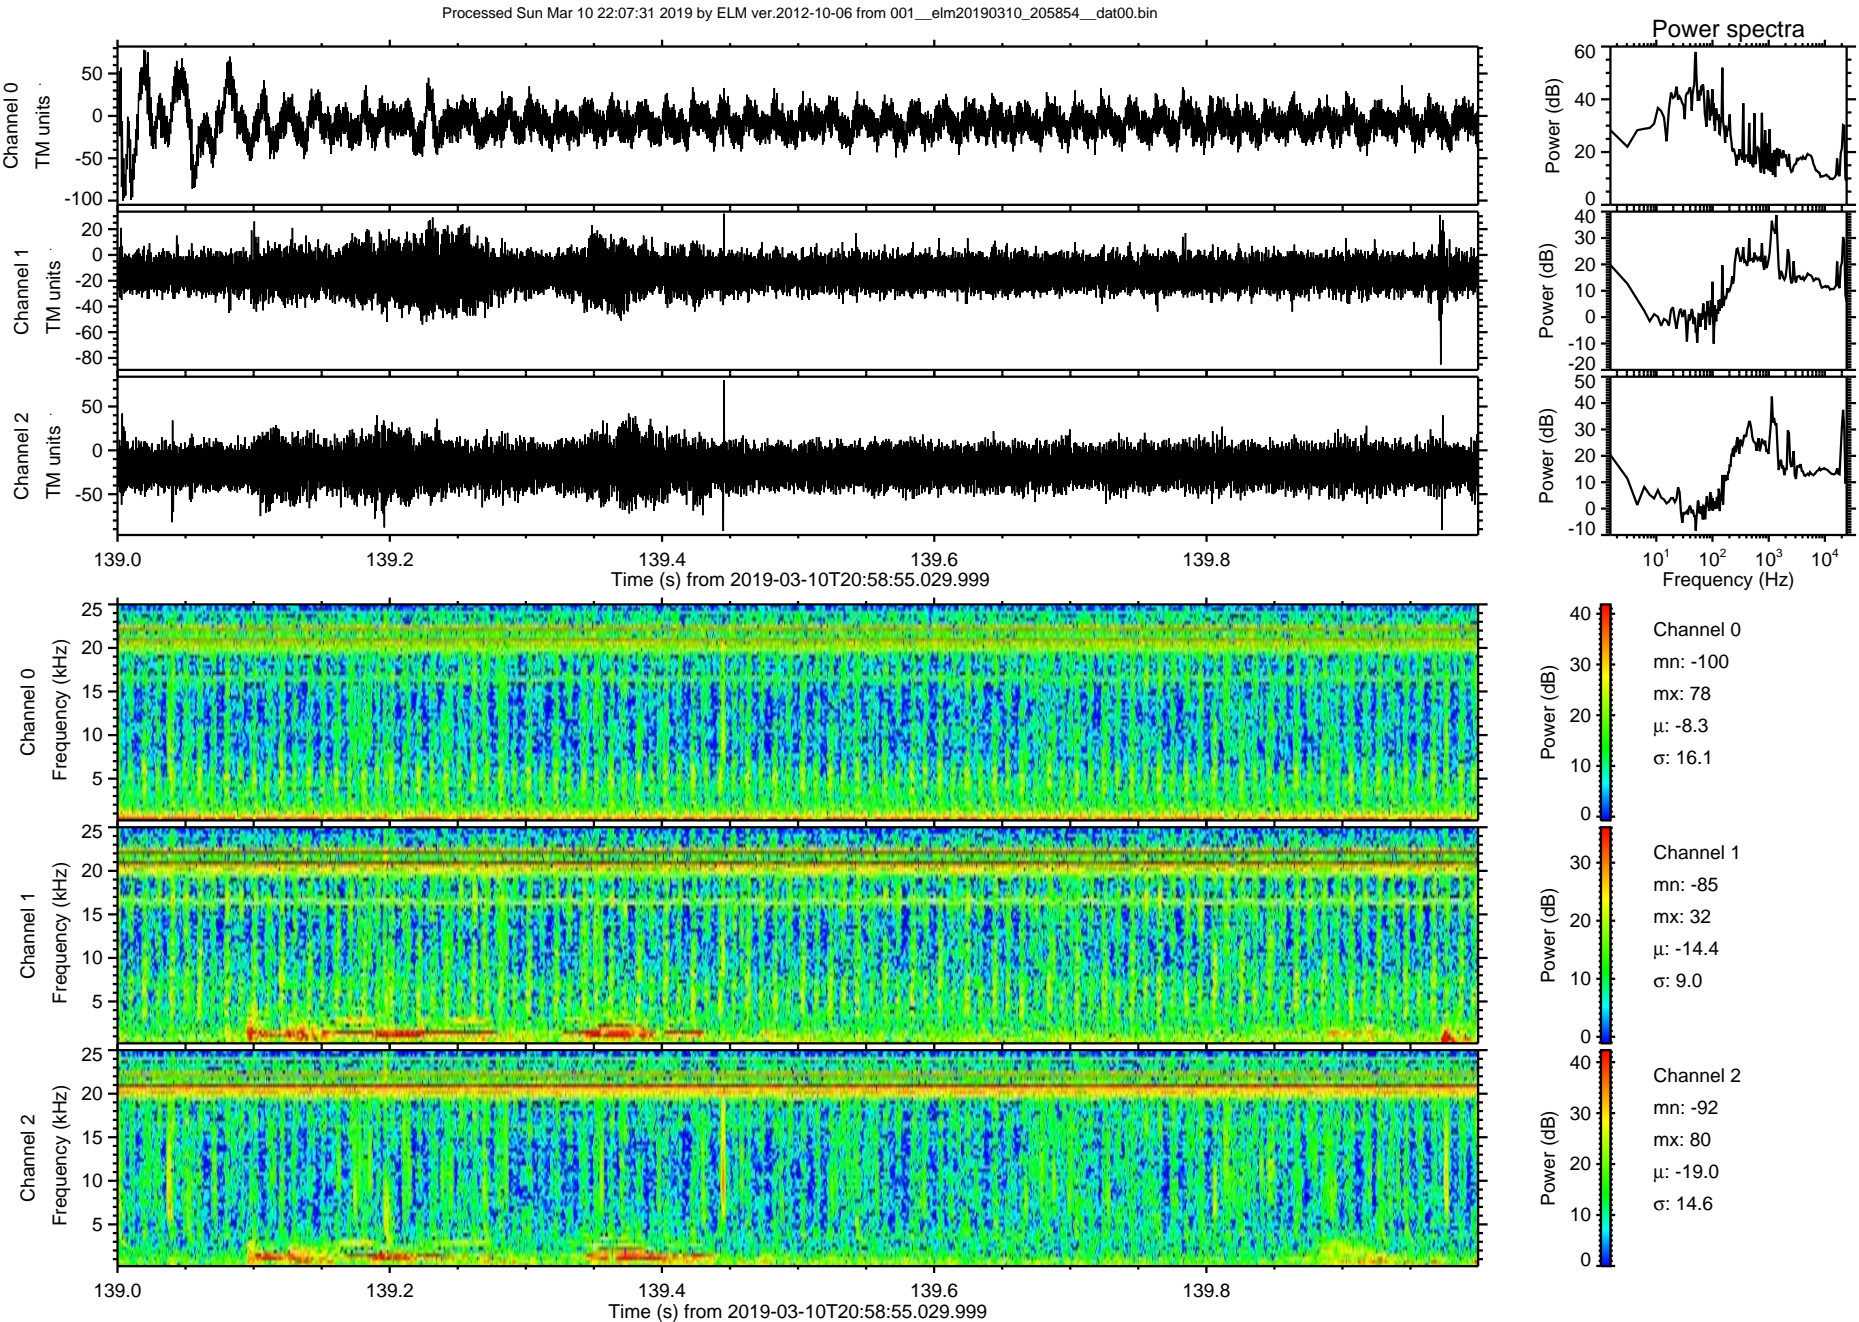 Processed Sun Mar 10 22:07:31 2019 by ELM ver.2012-10-06 from 001__elm20190310_205854__dat00.bin
Power spectra
Channel 0
TM units
50
0
-50
-100
Power (dB)
60
40
20
0
Channel 1
TM units
20
0
-20
-40
-60
-80
Power (dB)
40
30
20
10
0
-10
-20
Channel 2
TM units
50
0
-50
Power (dB)
50
40
30
20
10
0
-10
139.0 139.2 139.4 139.6 139.8
Time (s) from 2019-03-10T20:58:55.029.999
10^1 10^2 10^3 10^4
Frequency (Hz)
Channel 0
Frequency (kHz)
25
20
15
10
5
Power (dB)
40
30
20
10
0
Channel 0
mn: -100
mx: 78
µ: -8.3
σ: 16.1
Channel 1
Frequency (kHz)
25
20
15
10
5
Power (dB)
30
20
10
0
Channel 1
mn: -85
mx: 32
µ: -14.4
σ: 9.0
Channel 2
Frequency (kHz)
25
20
15
10
5
Power (dB)
40
30
20
10
0
Channel 2
mn: -92
mx: 80
µ: -19.0
σ: 14.6
139.0 139.2 139.4 139.6 139.8
Time (s) from 2019-03-10T20:58:55.029.999